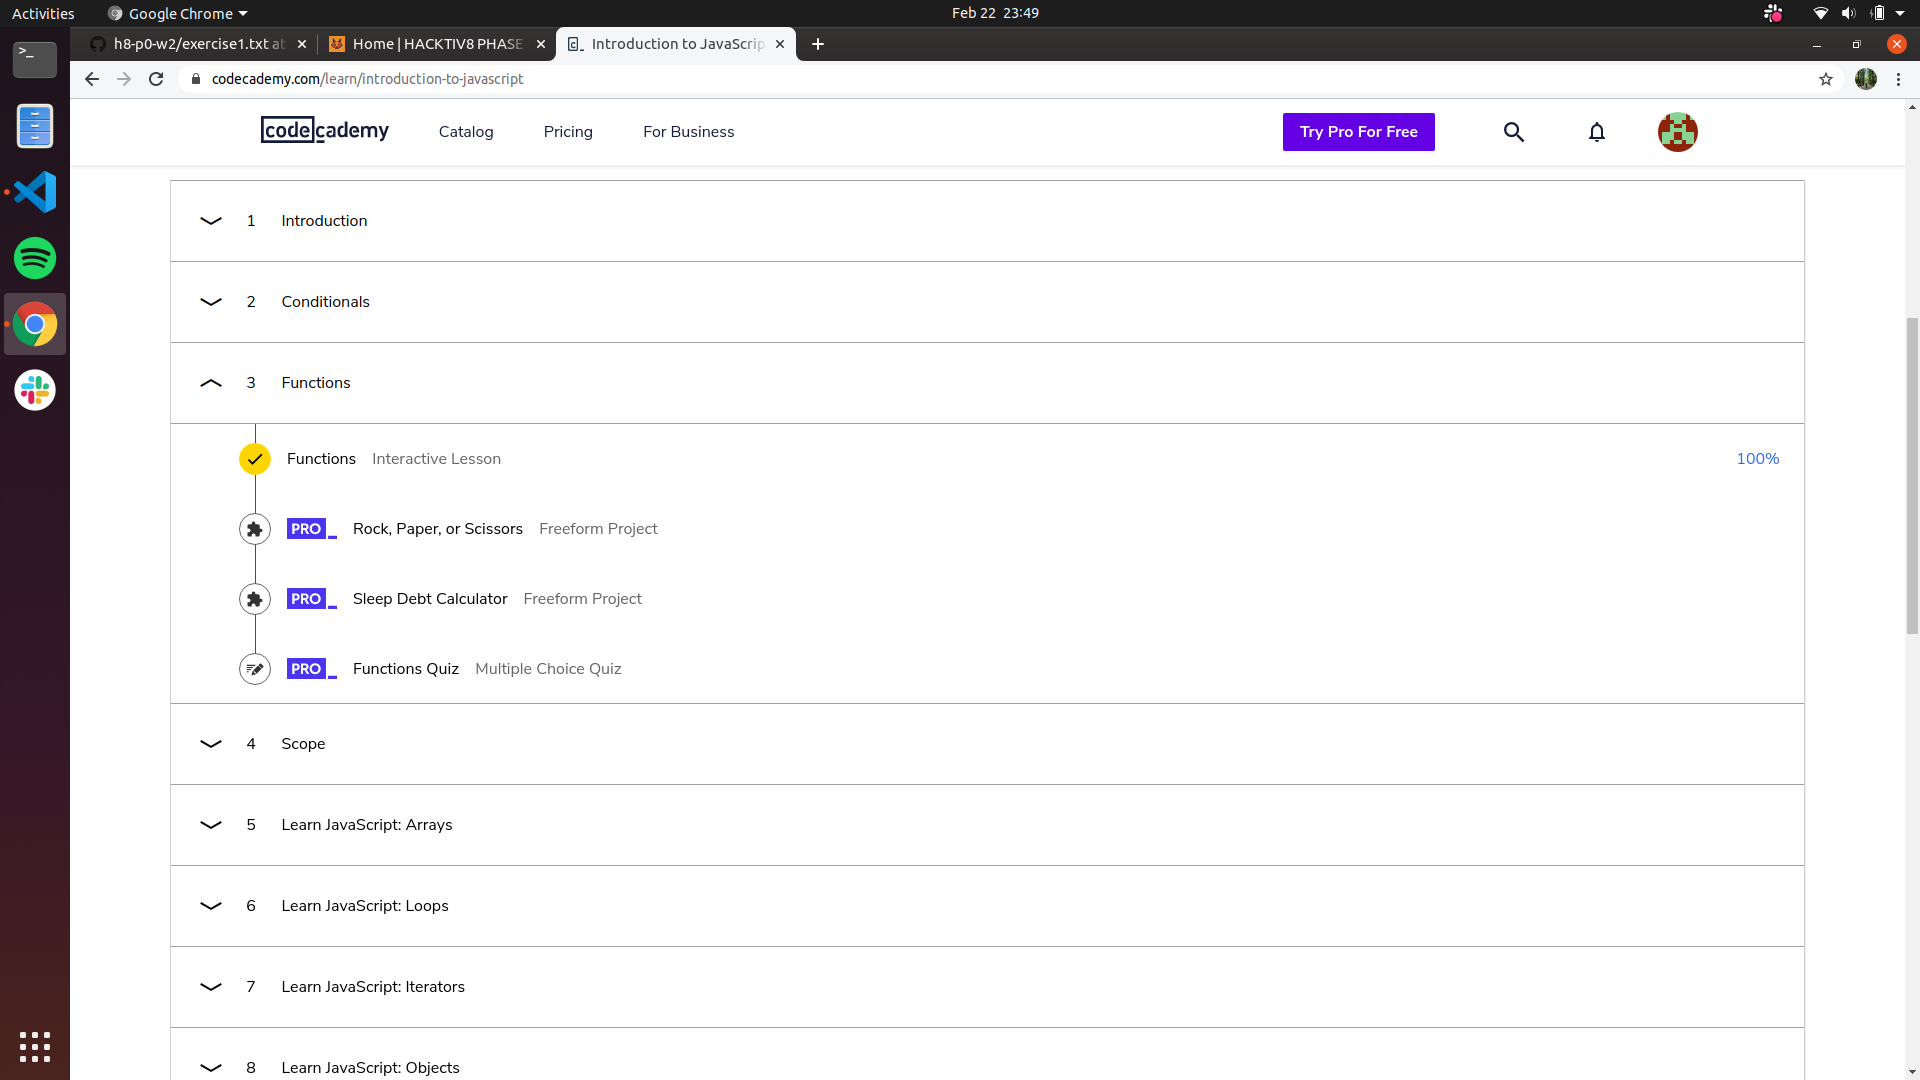 Activities
Google Chrome
Feb 22 23:49
h8-p0-w2/exercise1.txt at
Home | HACKTIV8 PHASE
Introduction to JavaScrip
codecademy.com/learn/introduction-to-javascript
codecademy
Catalog
Pricing
For Business
Try Pro For Free
1 Introduction
2 Conditionals
3 Functions
Functions Interactive Lesson 100%
PRO Rock, Paper, or Scissors Freeform Project
PRO Sleep Debt Calculator Freeform Project
PRO Functions Quiz Multiple Choice Quiz
4 Scope
5 Learn JavaScript: Arrays
6 Learn JavaScript: Loops
7 Learn JavaScript: Iterators
8 Learn JavaScript: Objects